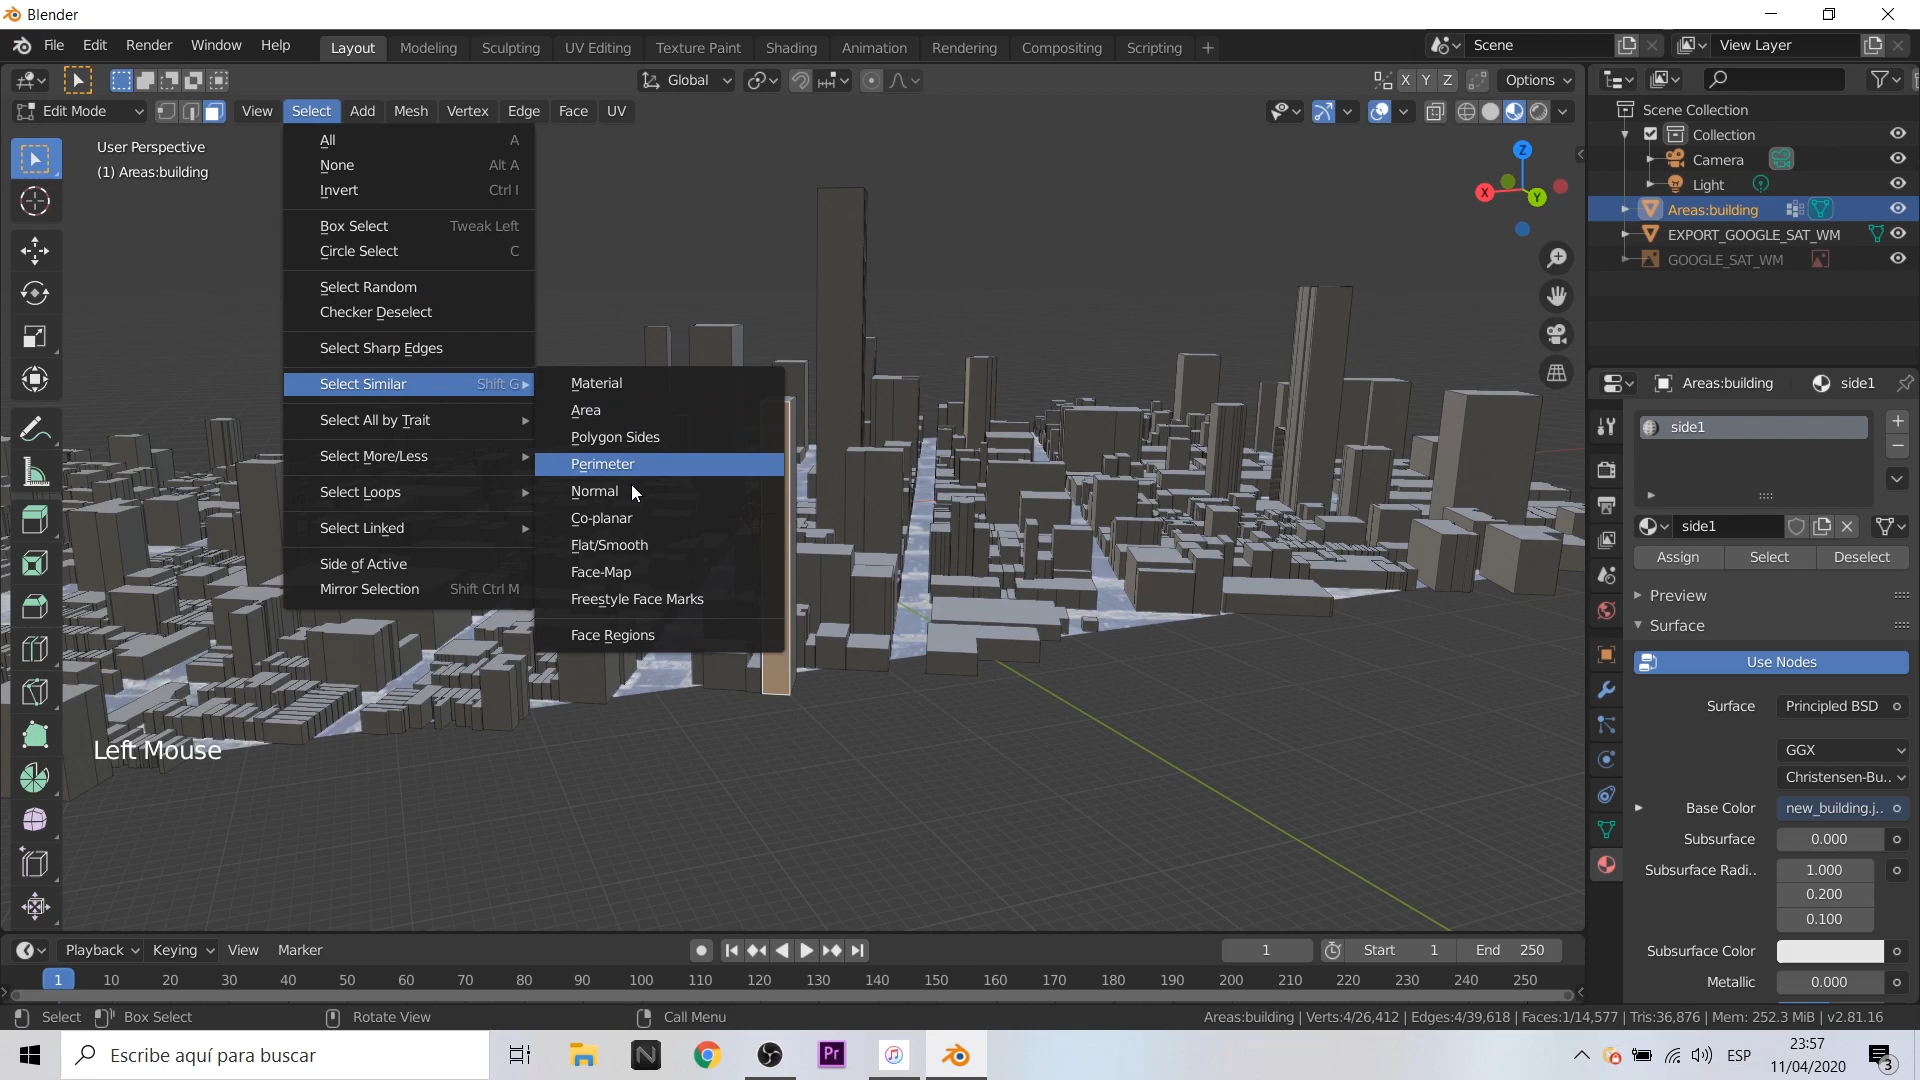 Blender
File Edit Render Window Help Layout Modeling Sculpting UV Editing Texture Paint Shading Animation Rendering Compositing Scripting + Scene View Layer
Global X Y Z Options
Edit Mode View Select Add Mesh Vertex Edge Face UV
User Perspective
(1) Areas:building
All A
None Alt A
Invert Ctrl I
Box Select Tweak Left
Circle Select C
Select Random
Checker Deselect
Select Sharp Edges
Select Similar Shift G
Select All by Trait
Select More/Less
Select Loops
Select Linked
Side of Active
Mirror Selection Shift Ctrl M
Material
Area
Polygon Sides
Perimeter
Normal
Co-planar
Flat/Smooth
Face-Map
Freestyle Face Marks
Face Regions
Z
X
Y
Left Mouse
Scene Collection
Collection
Camera
Light
Areas:building
EXPORT_GOOGLE_SAT_WM
GOOGLE_SAT_WM
Areas:building side1
side1
side1
Assign Select Deselect
Preview
Surface
Use Nodes
Surface Principled BSD
GGX
Christensen-Bu..
Base Color new_building.j..
Subsurface 0.000
Subsurface Radi.. 1.000
0.200
0.100
Subsurface Color
Metallic 0.000
Playback Keying View Marker 1 Start 1 End 250
1 10 20 30 40 50 60 70 80 90 100 110 120 130 140 150 160 170 180 190 200 210 220 230 240 250
Select Box Select Rotate View Call Menu Areas:building | Verts:4/26,412 | Edges:4/39,618 | Faces:1/14,577 | Tris:36,876 | Mem: 252.3 MiB | v2.81.16
Escribe aquí para buscar
N
Pr
ESP
23:57
11/04/2020
3